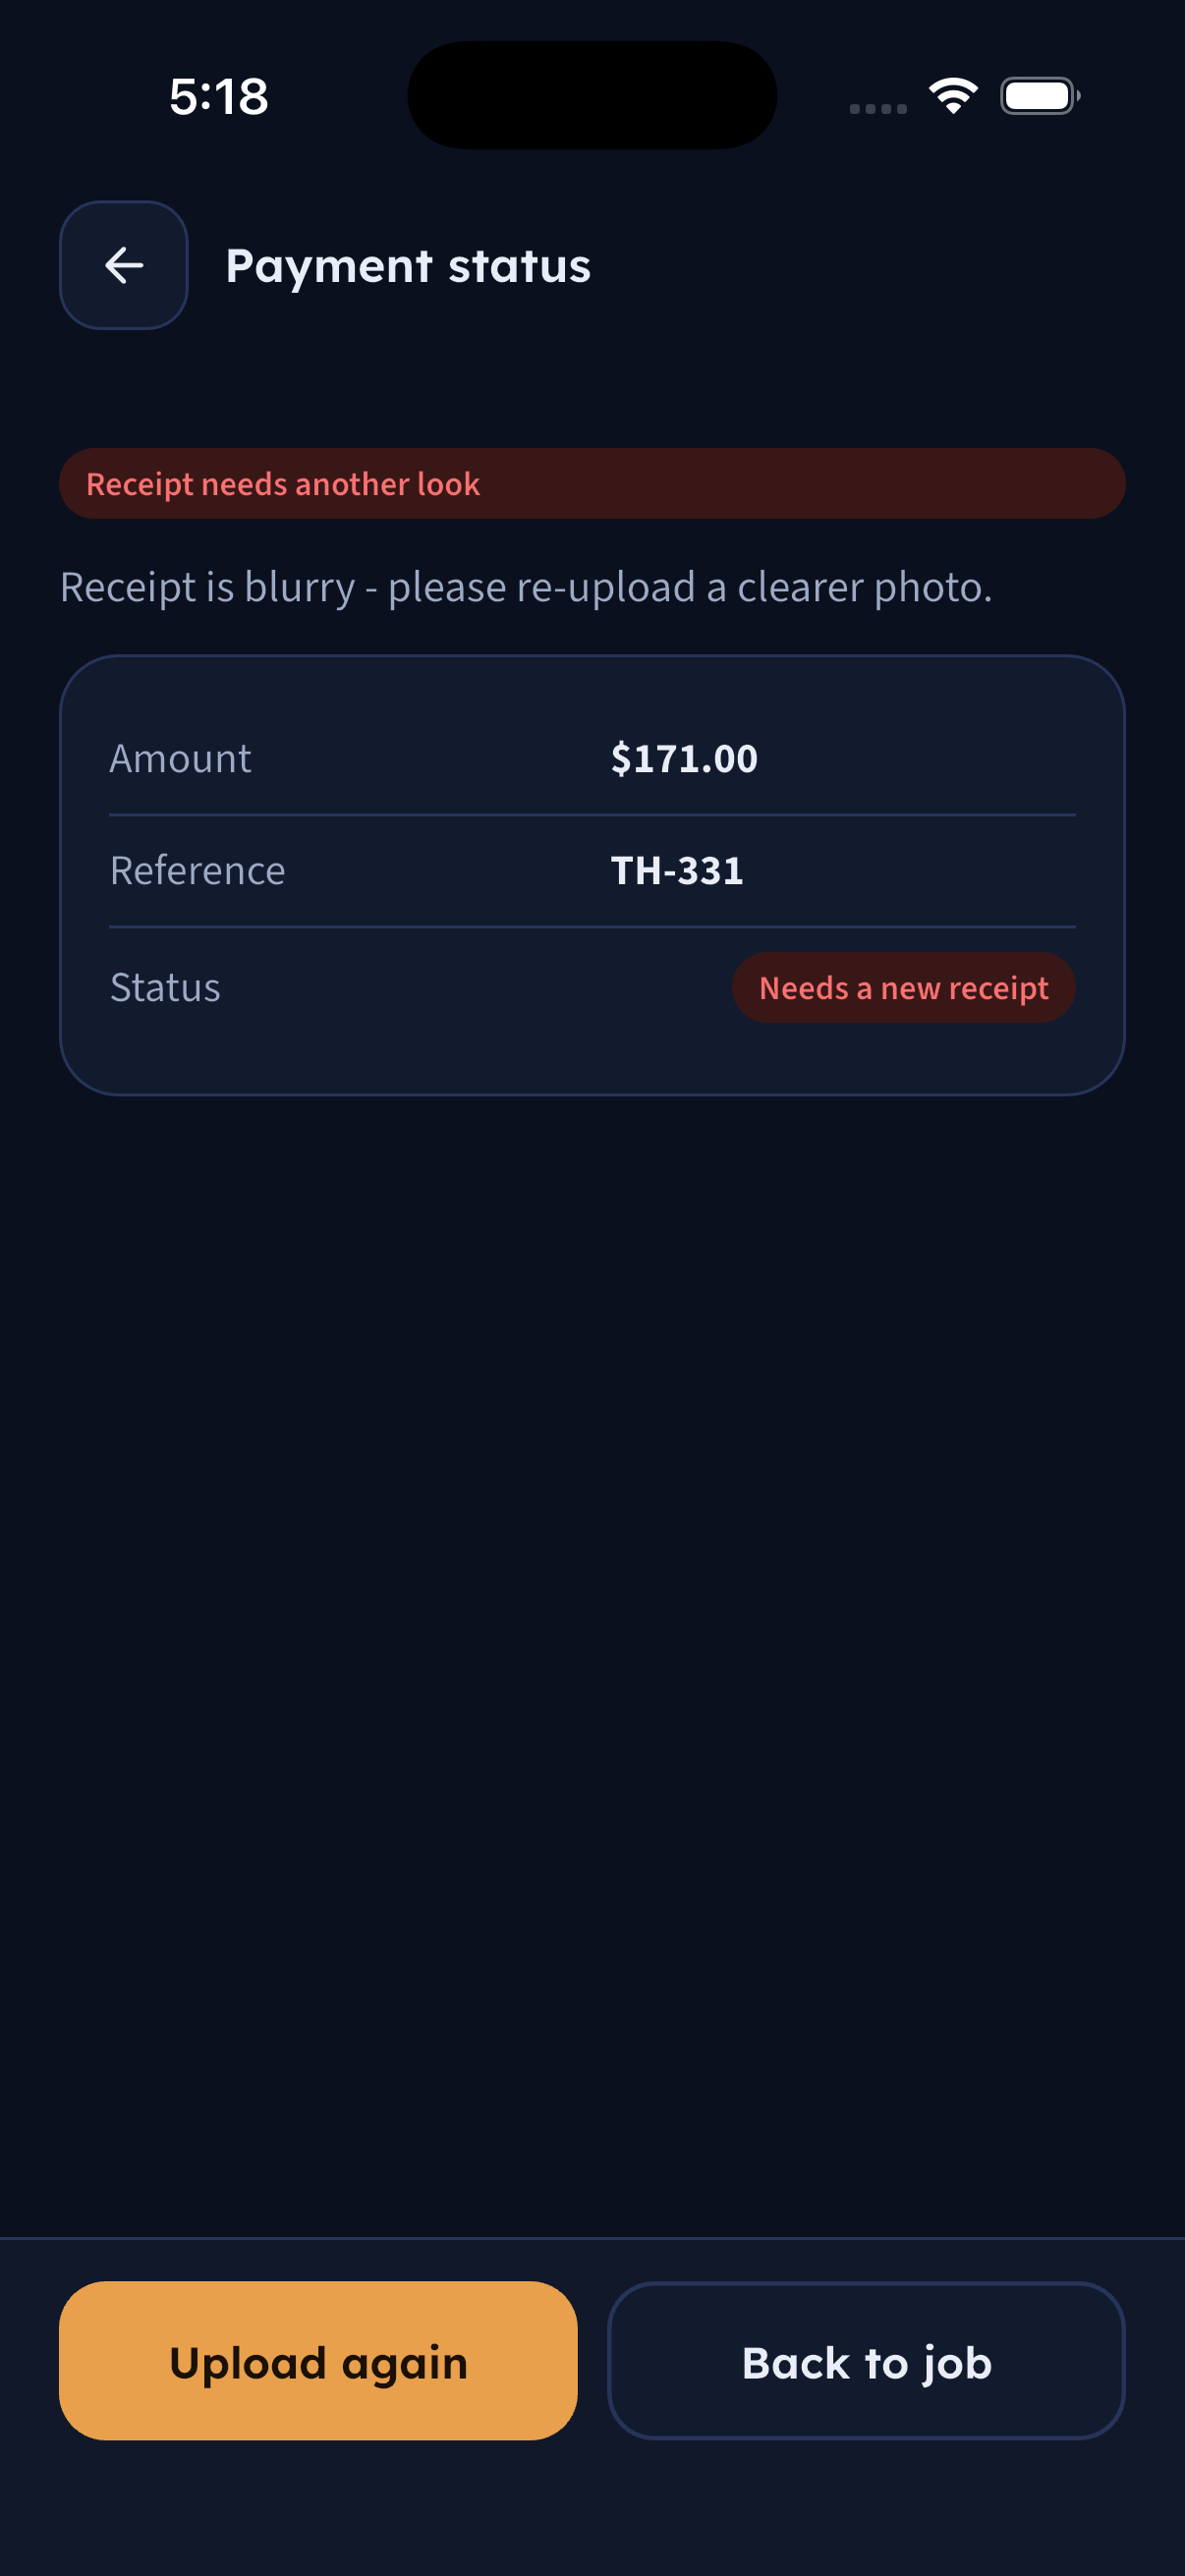 5:18
Payment status
Receipt needs another look
Receipt is blurry - please re-upload a clearer photo.
Amount $171.00
Reference TH-331
Status Needs a new receipt
Upload again Back to job